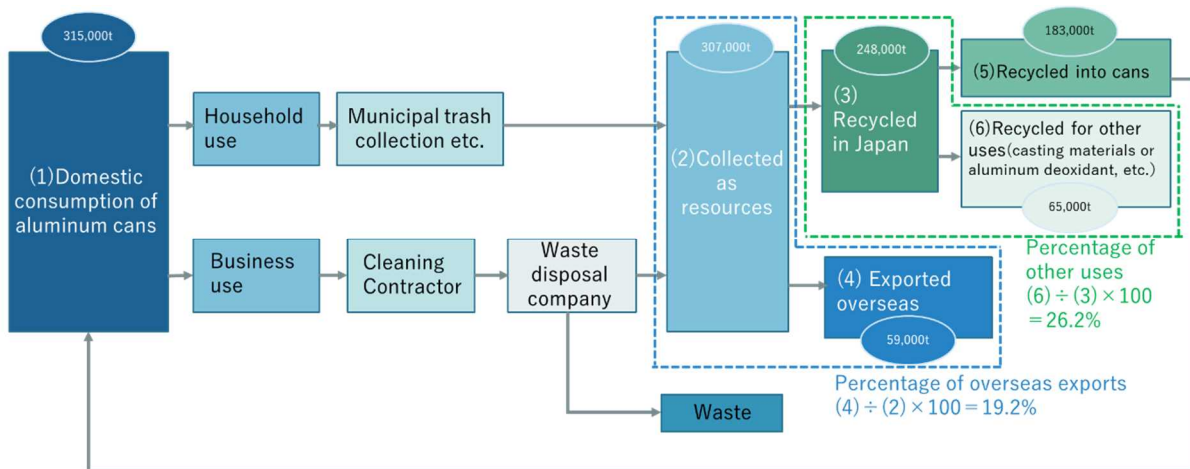 315,000t
(1)Domestic
consumption of
aluminum cans
Household
use
Municipal trash
collection etc.
Business
use
Cleaning
Contractor
Waste
disposal
company
Waste
307,000t
(2)Collected
as
resources
248,000t
(3)
Recycled
in Japan
183,000t
(5)Recycled into cans
(6)Recycled for other
uses(casting materials or
aluminum deoxidant, etc.)
65,000t
Percentage of
other uses
(6)÷(3)×100
=26.2%
(4) Exported
overseas
59,000t
Percentage of overseas exports
(4)÷(2)×100=19.2%